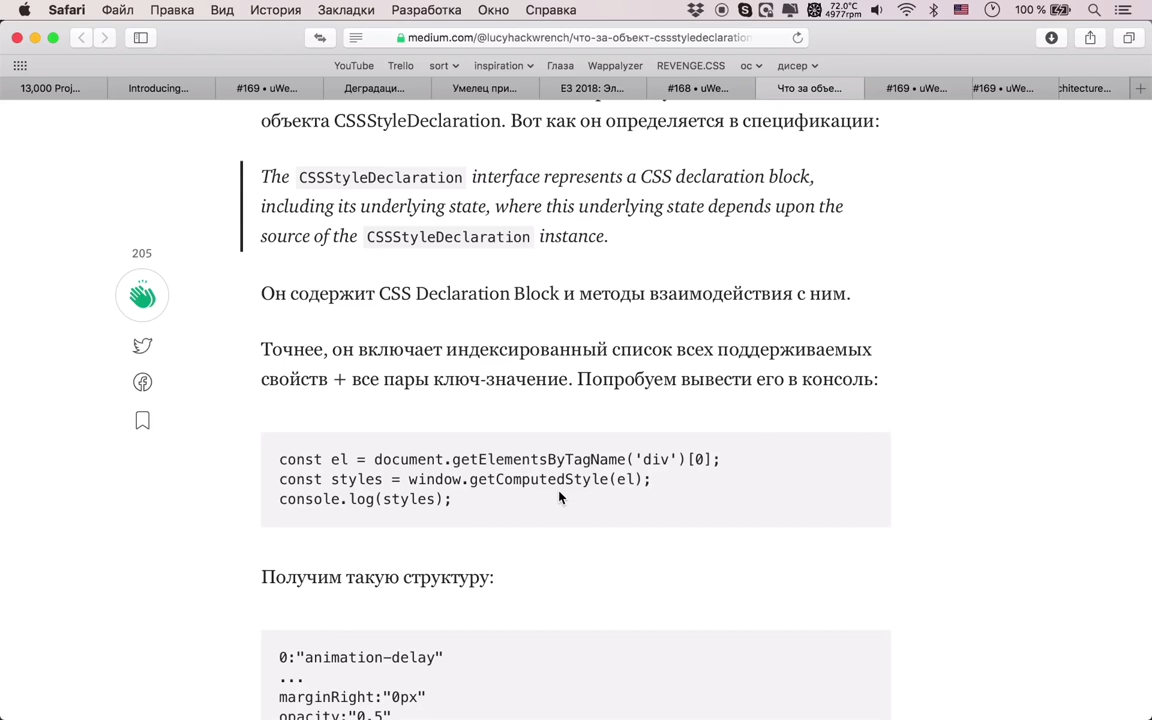 Safari Файл Правка Вид История Закладки Разработка Окно Справка 72.0°C 4977rpm 100 %
medium.com/@lucyhackwrench/что-за-объект-cssstyledeclaration
YouTube Trello sort inspiration Глаза Wappalyzer REVENGE.CSS ос дисер
13,000 Proj... Introducing... #169 • uWe... Деградаци... Умелец при... E3 2018: Эл... #168 • uWe... Что за объе... #169 • uWe... #169 • uWe... chitecture...
объекта CSSStyleDeclaration. Вот как он определяется в спецификации:
The CSSStyleDeclaration interface represents a CSS declaration block,
including its underlying state, where this underlying state depends upon the
source of the CSSStyleDeclaration instance.
205
Он содержит CSS Declaration Block и методы взаимодействия с ним.
Точнее, он включает индексированный список всех поддерживаемых
свойств + все пары ключ-значение. Попробуем вывести его в консоль:
const el = document.getElementsByTagName('div')[0];
const styles = window.getComputedStyle(el);
console.log(styles);
Получим такую структуру:
0:"animation-delay"
...
marginRight:"0px"
opacity:"0.5"